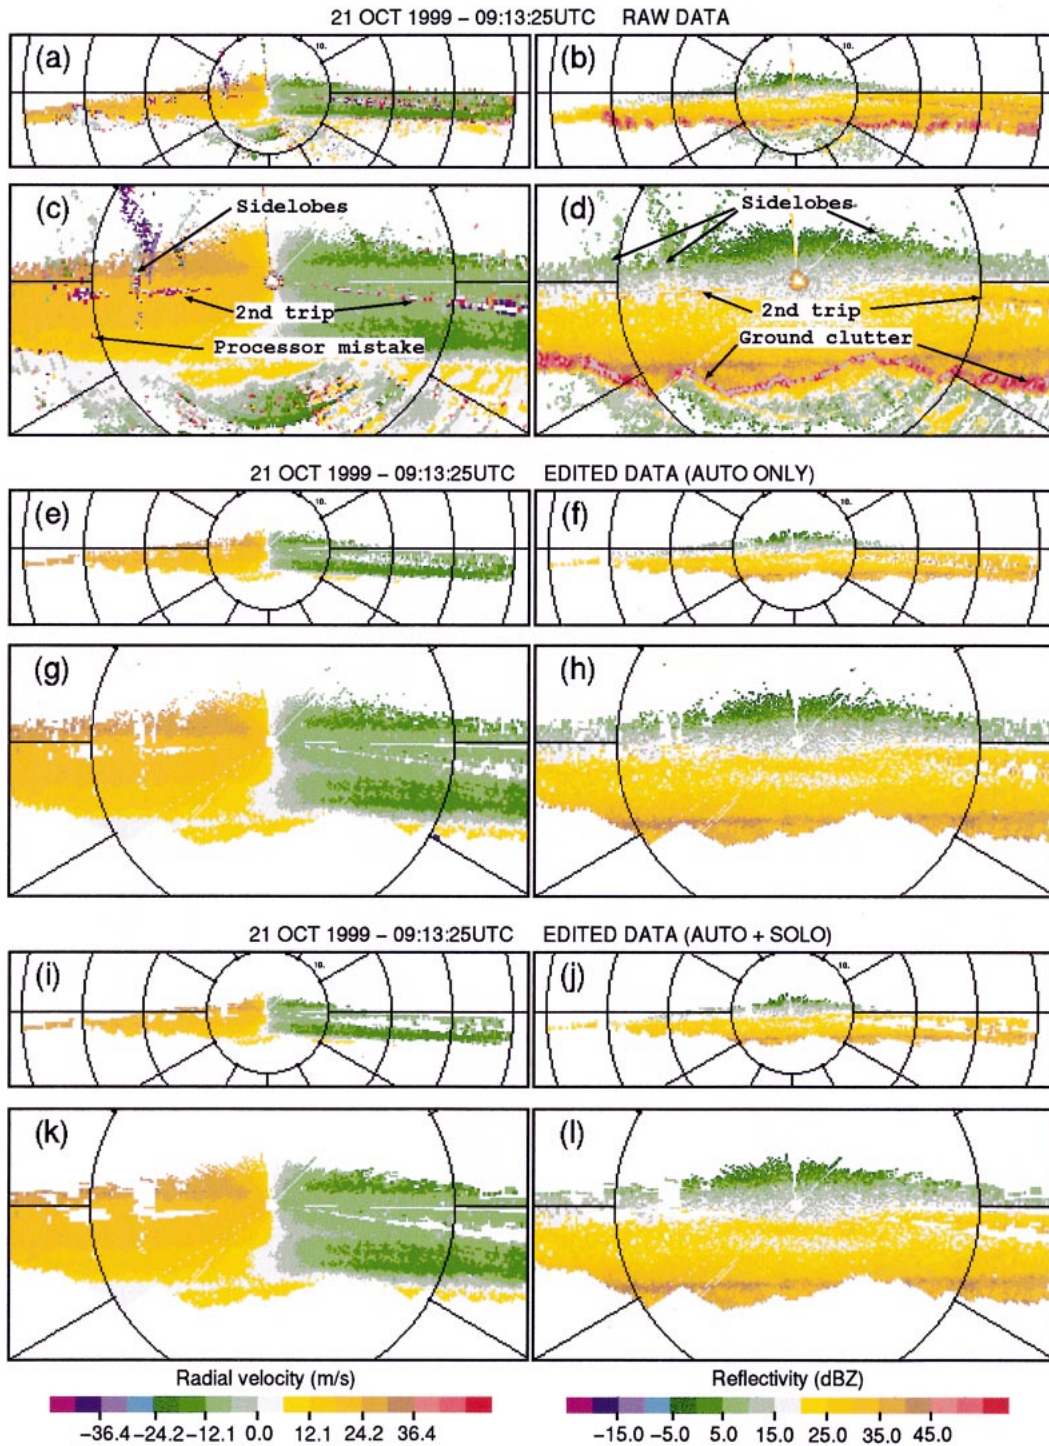 21 OCT 1999 – 09:13:25UTC RAW DATA
(a) 10.
(b) 10.
(c) Sidelobes
2nd trip
Processor mistake
(d) Sidelobes
2nd trip
Ground clutter
21 OCT 1999 – 09:13:25UTC EDITED DATA (AUTO ONLY)
(e) 10.
(f) 10.
(g)
(h)
21 OCT 1999 – 09:13:25UTC EDITED DATA (AUTO + SOLO)
(i) 10.
(j) 10.
(k)
(l)
Radial velocity (m/s)
−36.4 −24.2 −12.1 0.0 12.1 24.2 36.4
Reflectivity (dBZ)
−15.0 −5.0 5.0 15.0 25.0 35.0 45.0